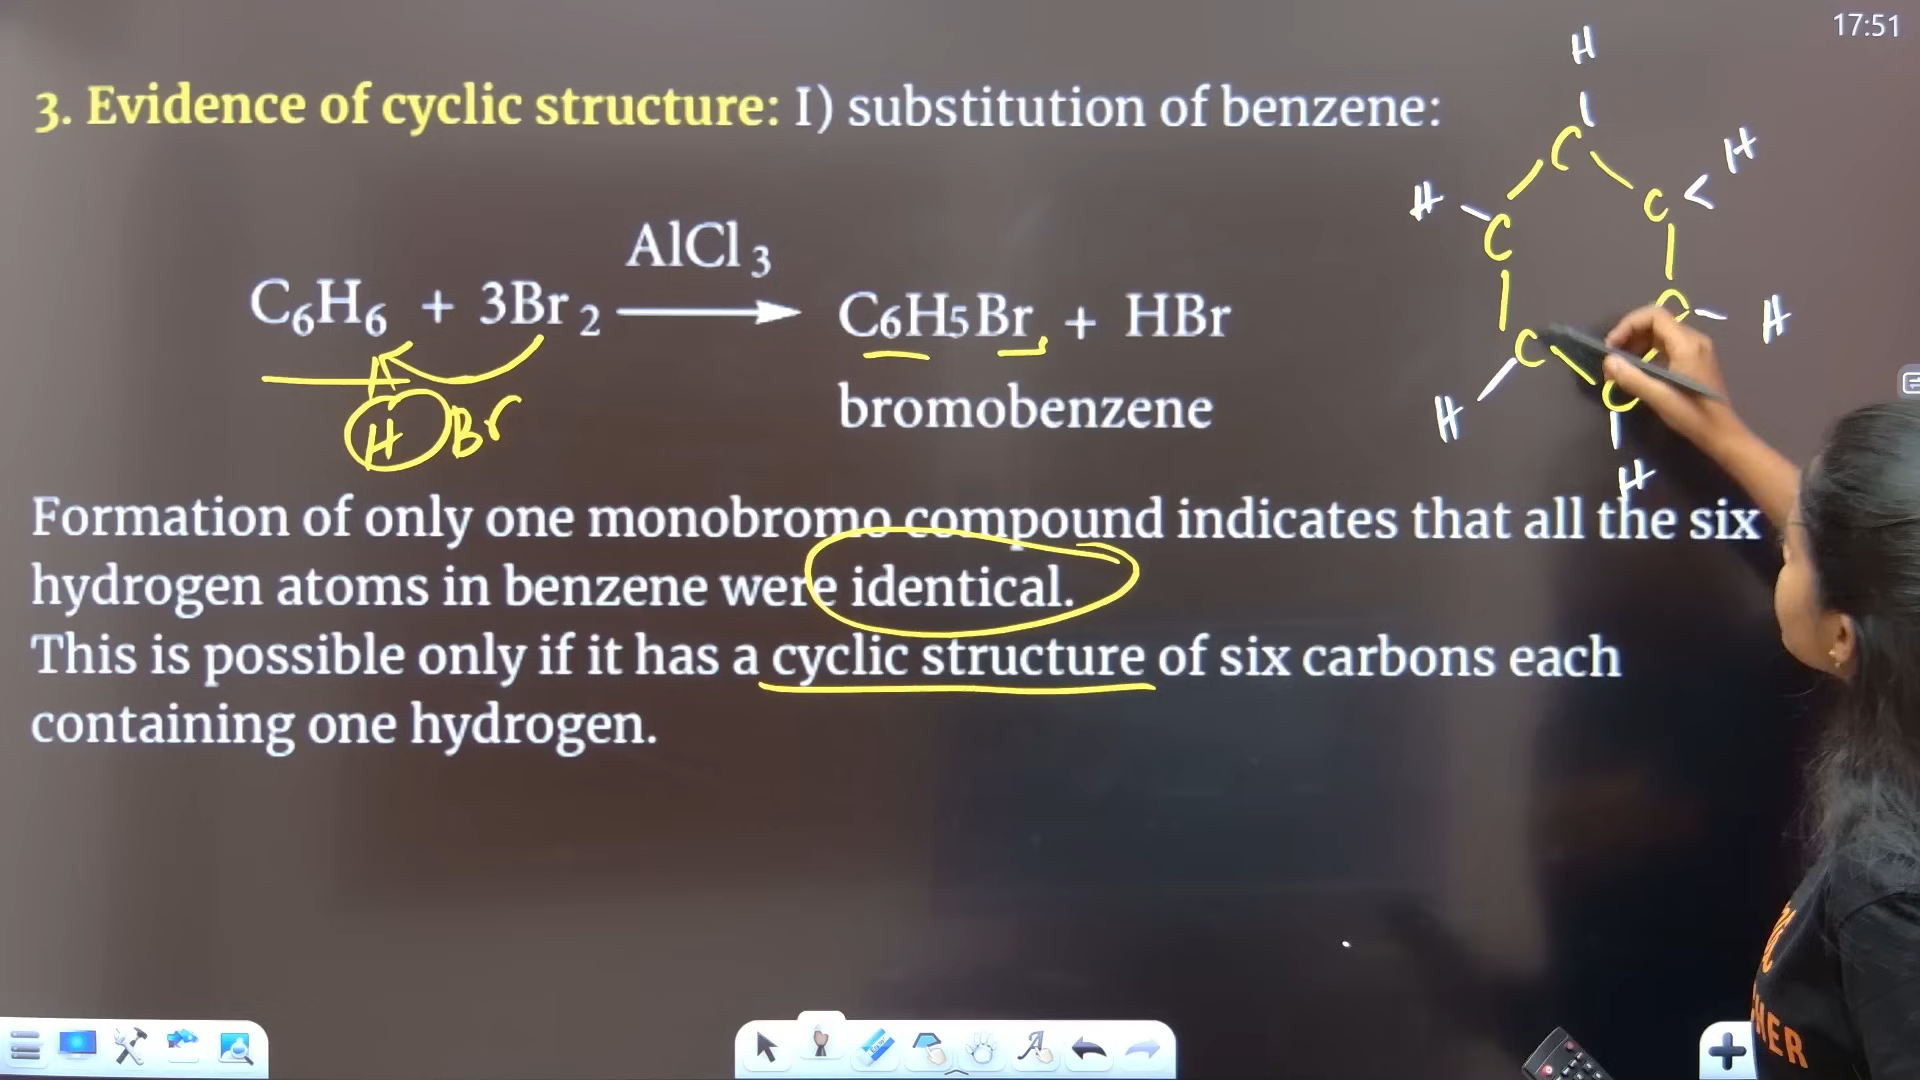 17:51
3. Evidence of cyclic structure: I) substitution of benzene:
AlCl₃
C₆H₆ + 3Br₂ ⟶ C₆H₅Br + HBr
bromobenzene
H Br
H
H
H
H
H
H
C
C
C
C
C
Formation of only one monobromo compound indicates that all the six
hydrogen atoms in benzene were identical.
This is possible only if it has a cyclic structure of six carbons each
containing one hydrogen.